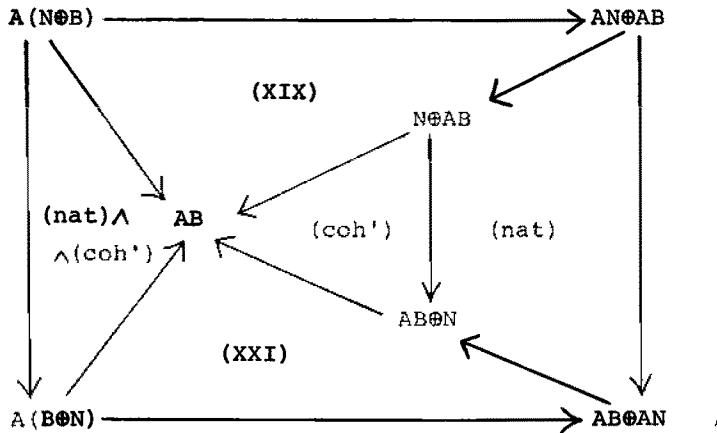 A(N⊕B) AN⊕AB
(XIX)
N⊕AB
(nat)∧ AB (coh') (nat)
∧(coh')
AB⊕N
(XXI)
A(B⊕N) AB⊕AN ,